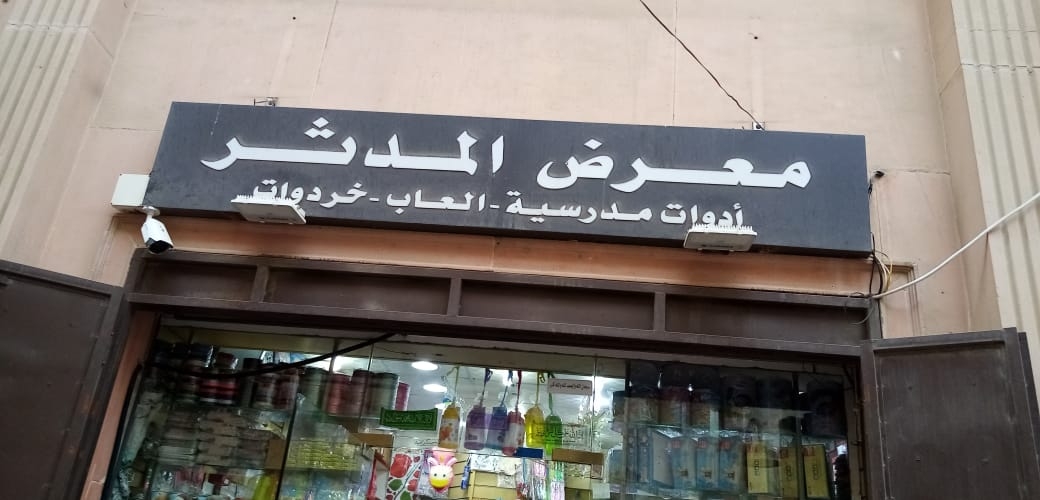 معرض المدثر
أدوات مدرسية - العاب - خردوات